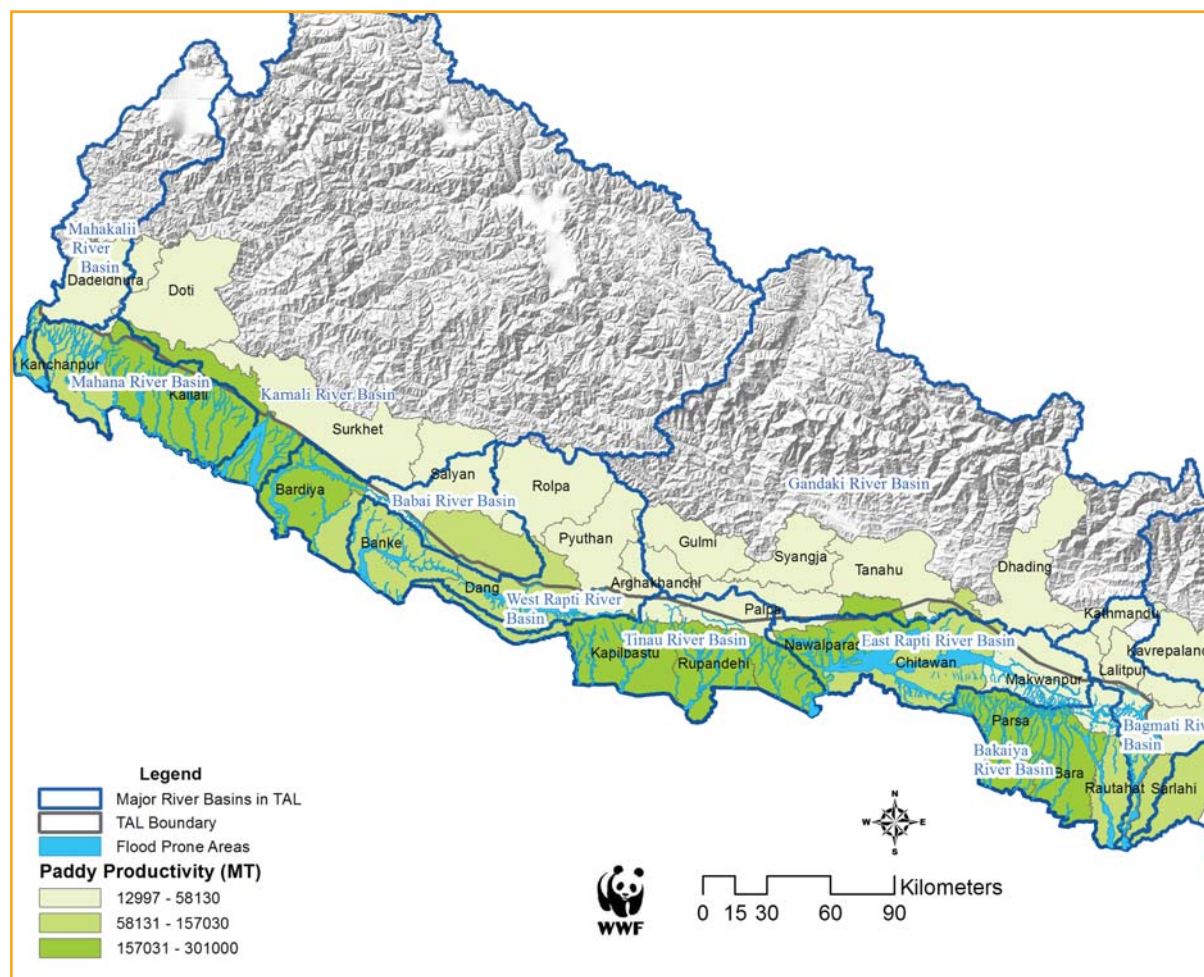 Mahakalii
River
Basin
Dadeldhura
Doti
Kanchanpur
Mahana River Basin
Kailali
Karnali River Basin
Surkhet
Salyan
Rolpa
Bardiya
Babai River Basin
Gandaki River Basin
Banke
Pyuthan
Gulmi
Syangja
Tanahu
Dhading
Dang
Arghakhanchi
West Rapti River
Basin
Palpa
Kathmandu
Tinau River Basin
Nawalparas
East Rapti River Basin
Kavrepalanc
Kapilbastu
Rupandehi
Chitawan
Lalitpur
Makwanpur
Parsa
Bagmati Riv
Basin
Bakaiya
River Basin
Bara
Rautahat
Sarlahi
Legend
Major River Basins in TAL
TAL Boundary
Flood Prone Areas
Paddy Productivity (MT)
12997 - 58130
58131 - 157030
157031 - 301000
N
W E
S
WWF
Kilometers
0 15 30 60 90